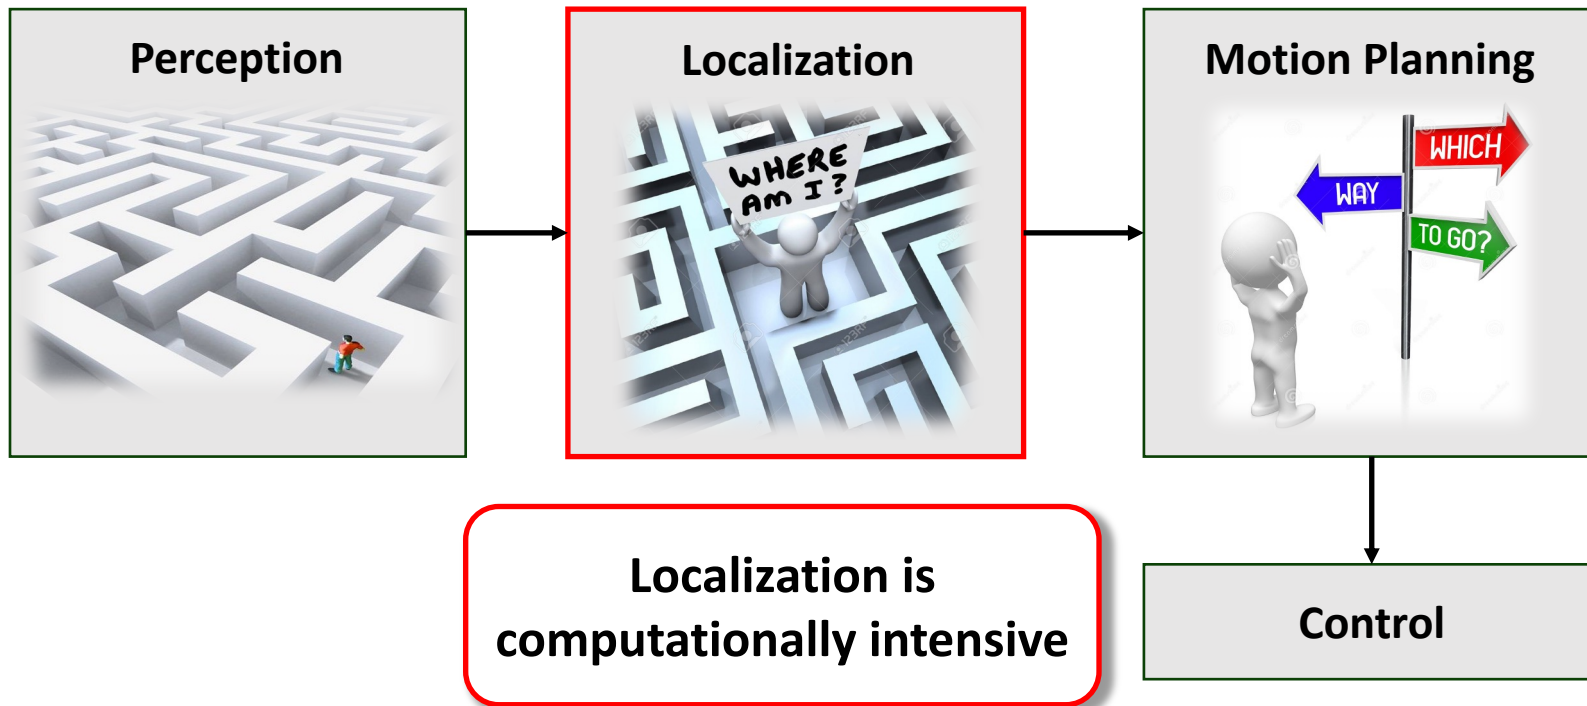 Perception
Localization
Motion Planning
WHERE
AM I?
WHICH
WAY
TO GO?
Localization is
computationally intensive
Control